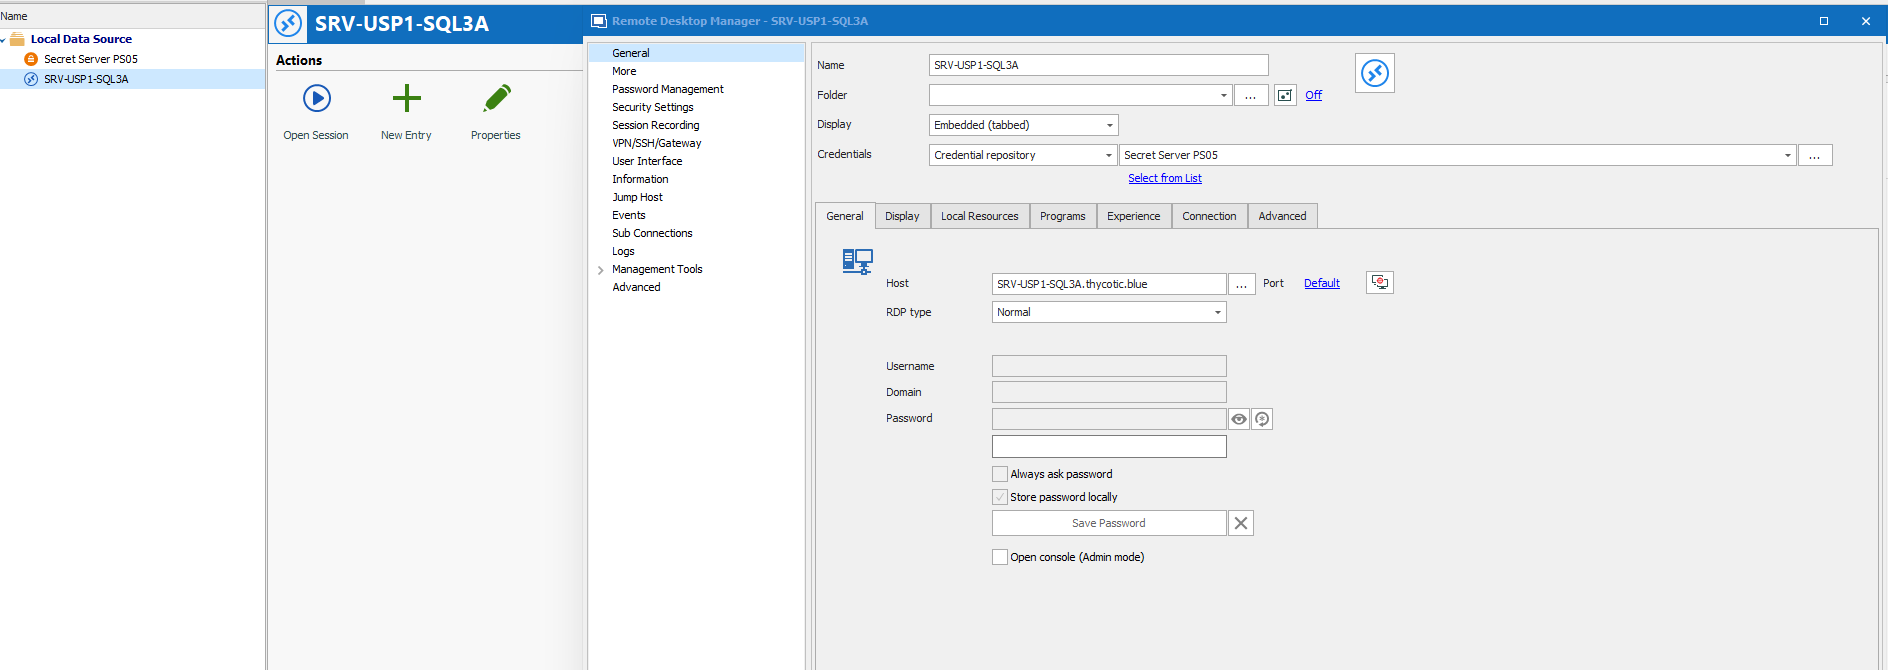 Name
Local Data Source
Secret Server PS05
SRV-USP1-SQL3A
SRV-USP1-SQL3A
Actions
Open Session
New Entry
Properties
Remote Desktop Manager - SRV-USP1-SQL3A
General
More
Password Management
Security Settings
Session Recording
VPN/SSH/Gateway
User Interface
Information
Jump Host
Events
Sub Connections
Logs
Management Tools
Advanced
Name SRV-USP1-SQL3A
Folder ... Off
Display Embedded (tabbed)
Credentials Credential repository Secret Server PS05 ...
Select from List
General Display Local Resources Programs Experience Connection Advanced
Host SRV-USP1-SQL3A.thycotic.blue ... Port Default
RDP type Normal
Username
Domain
Password
Always ask password
Store password locally
Save Password
Open console (Admin mode)